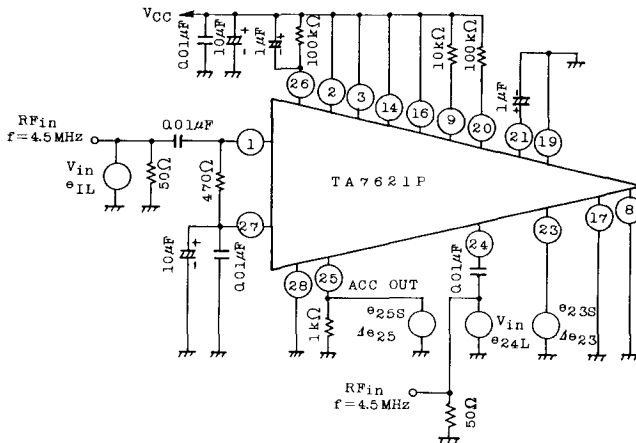 VCC
0.01μF
10μF
+
-
1μF
+
-
100kΩ
10kΩ
100kΩ
1μF
+
-
26
2
3
14
16
9
20
21
19
RFin
f=4.5MHz
0.01μF
1
Vin
eIL
50Ω
470Ω
TA7621P
27
10μF
+
-
0.01μF
28
25
ACC OUT
1kΩ
e25S
Δe25
24
0.01μF
Vin
e24L
23
e23S
Δe23
17
8
RFin
f=4.5MHz
50Ω